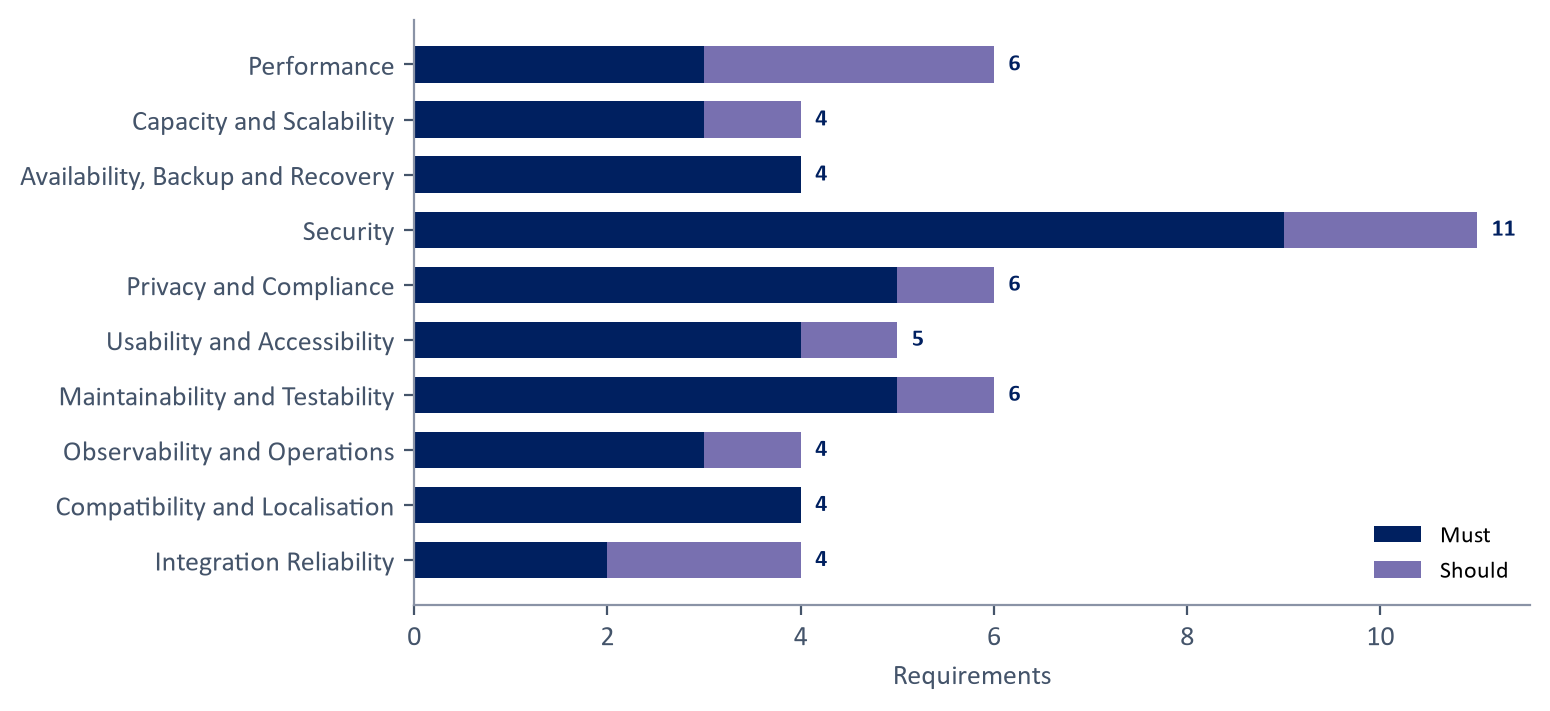 Performance 6
Capacity and Scalability 4
Availability, Backup and Recovery 4
Security 11
Privacy and Compliance 6
Usability and Accessibility 5
Maintainability and Testability 6
Observability and Operations 4
Compatibility and Localisation 4
Integration Reliability 4
Must
Should
0 2 4 6 8 10
Requirements